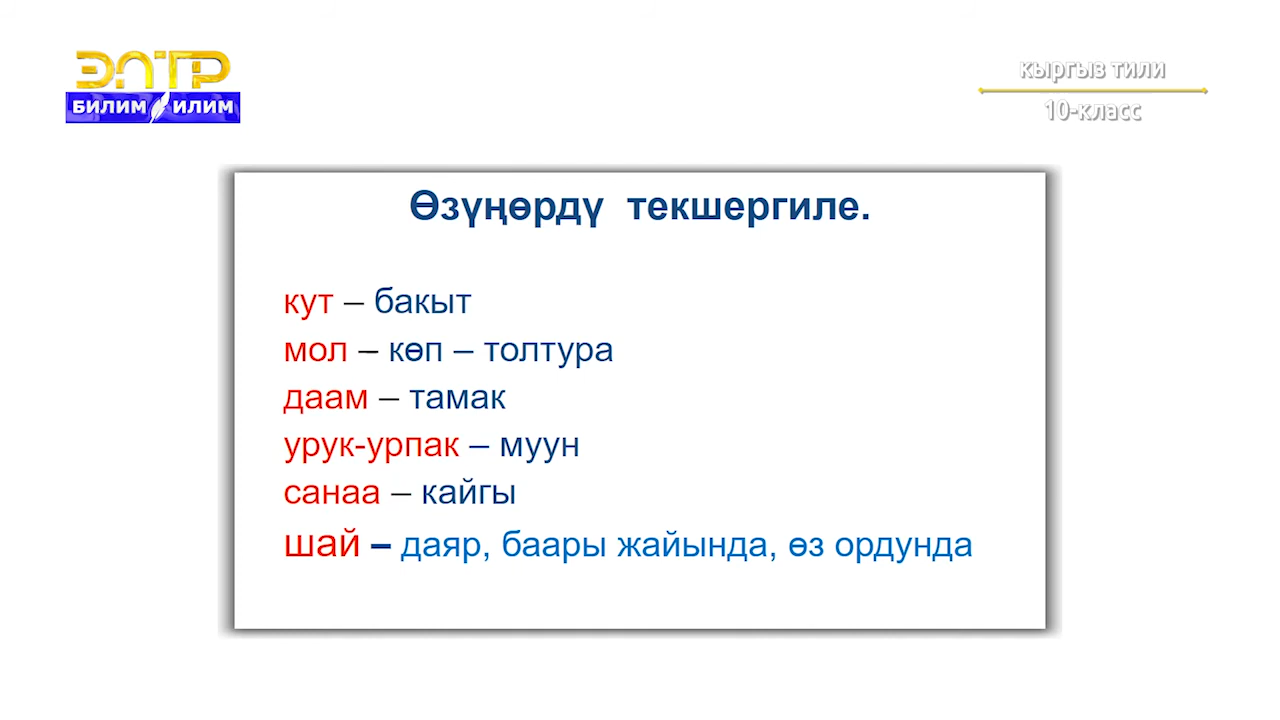 ЭЛТР
БИЛИМ ИЛИМ
кыргыз тили
10-класс
Өзүңөрдү текшергиле.
кут – бакыт
мол – көп – толтура
даам – тамак
урук-урпак – муун
санаа – кайгы
шай – даяр, баары жайында, өз ордунда